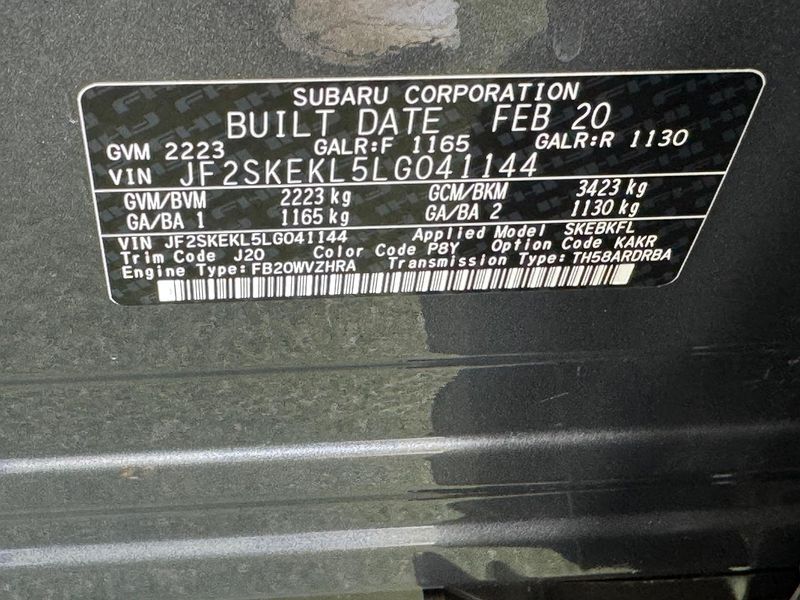 SUBARU CORPORATION
BUILT DATE FEB 20
GVM 2223 GALR:F 1165 GALR:R 1130
VIN JF2SKEKL5LG041144
GVM/BVM 2223 kg GCM/BKM 3423 kg
GA/BA 1 1165 kg GA/BA 2 1130 kg
VIN JF2SKEKL5LG041144 Applied Model SKEBKFL
Trim Code J20 Color Code P8Y Option Code KAKR
Engine Type:FB20WVZHRA Transmission Type:TH58ARDRBA